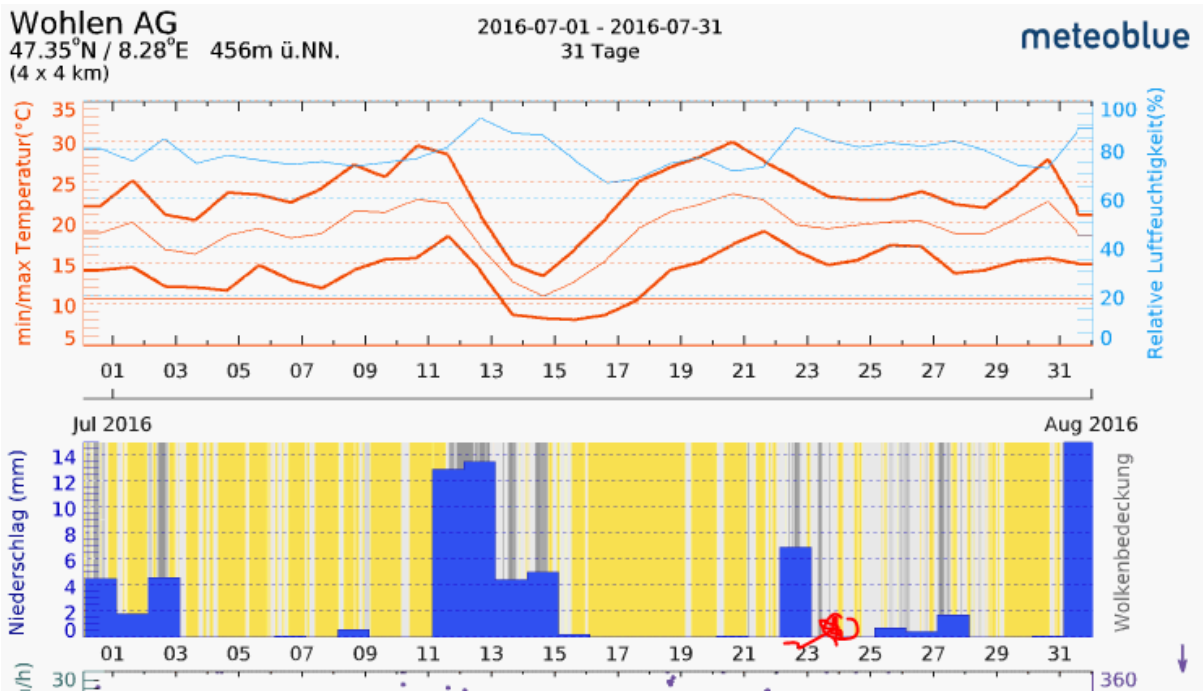 Wohlen AG
47.35°N / 8.28°E 456m ü.NN.
(4 x 4 km)
2016-07-01 - 2016-07-31
31 Tage
meteoblue
min/max Temperatur(°C)
35
30
25
20
15
10
5
Relative Luftfeuchtigkeit(%)
100
80
60
40
20
0
01 03 05 07 09 11 13 15 17 19 21 23 25 27 29 31
Jul 2016
Aug 2016
Niederschlag (mm)
14
12
10
8
6
4
2
0
Wolkenbedeckung
01 03 05 07 09 11 13 15 17 19 21 23 25 27 29 31
/h)
30
360